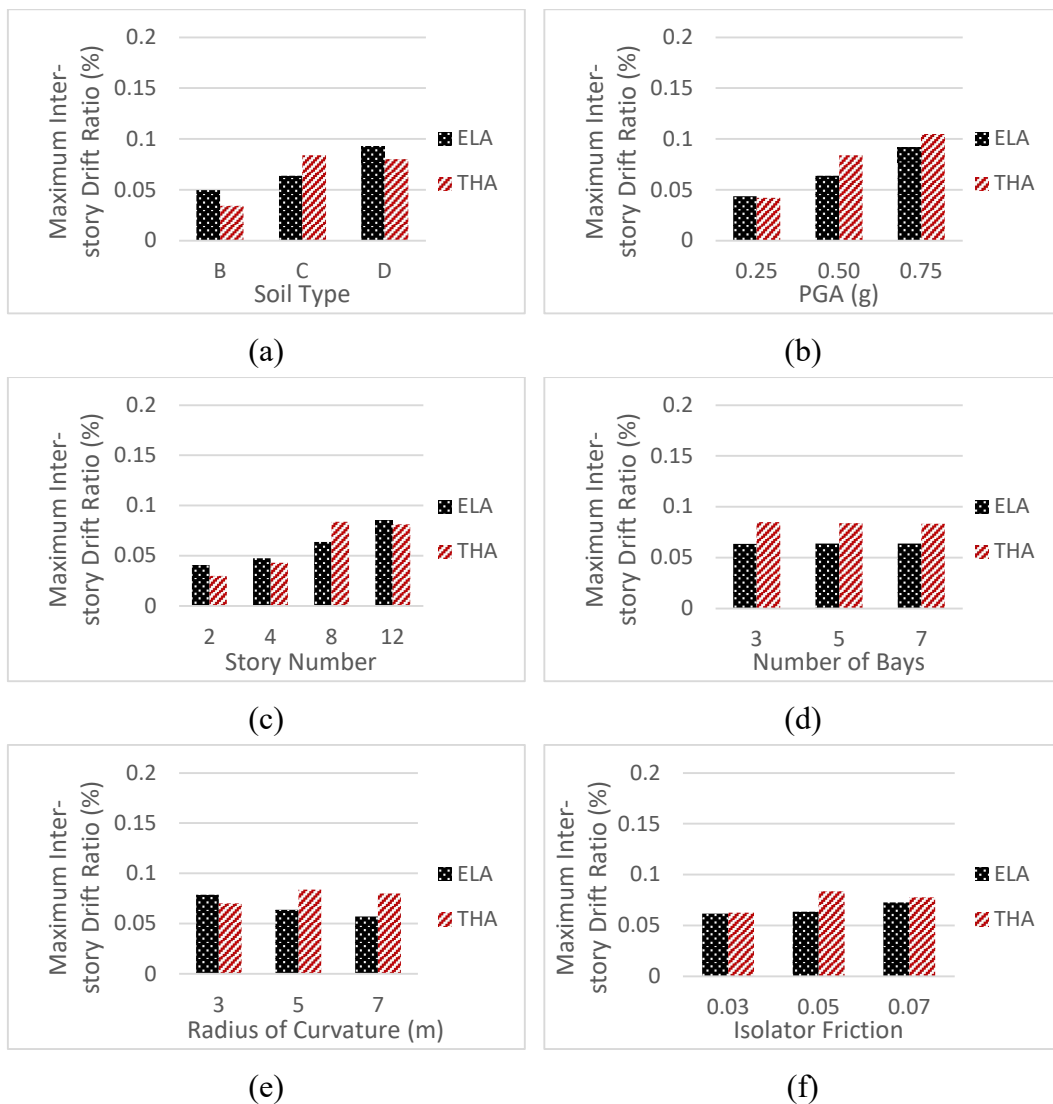 Maximum Inter-
story Drift Ratio (%)
0.2
0.15
0.1
0.05
0
B C D
Soil Type
ELA
THA
(a)
Maximum Inter-
story Drift Ratio (%)
0.2
0.15
0.1
0.05
0
0.25 0.50 0.75
PGA (g)
ELA
THA
(b)
Maximum Inter-
story Drift Ratio (%)
0.2
0.15
0.1
0.05
0
2 4 8 12
Story Number
ELA
THA
(c)
Maximum Inter-
story Drift Ratio (%)
0.2
0.15
0.1
0.05
0
3 5 7
Number of Bays
ELA
THA
(d)
Maximum Inter-
story Drift Ratio (%)
0.2
0.15
0.1
0.05
0
3 5 7
Radius of Curvature (m)
ELA
THA
(e)
Maximum Inter-
story Drift Ratio (%)
0.2
0.15
0.1
0.05
0
0.03 0.05 0.07
Isolator Friction
ELA
THA
(f)